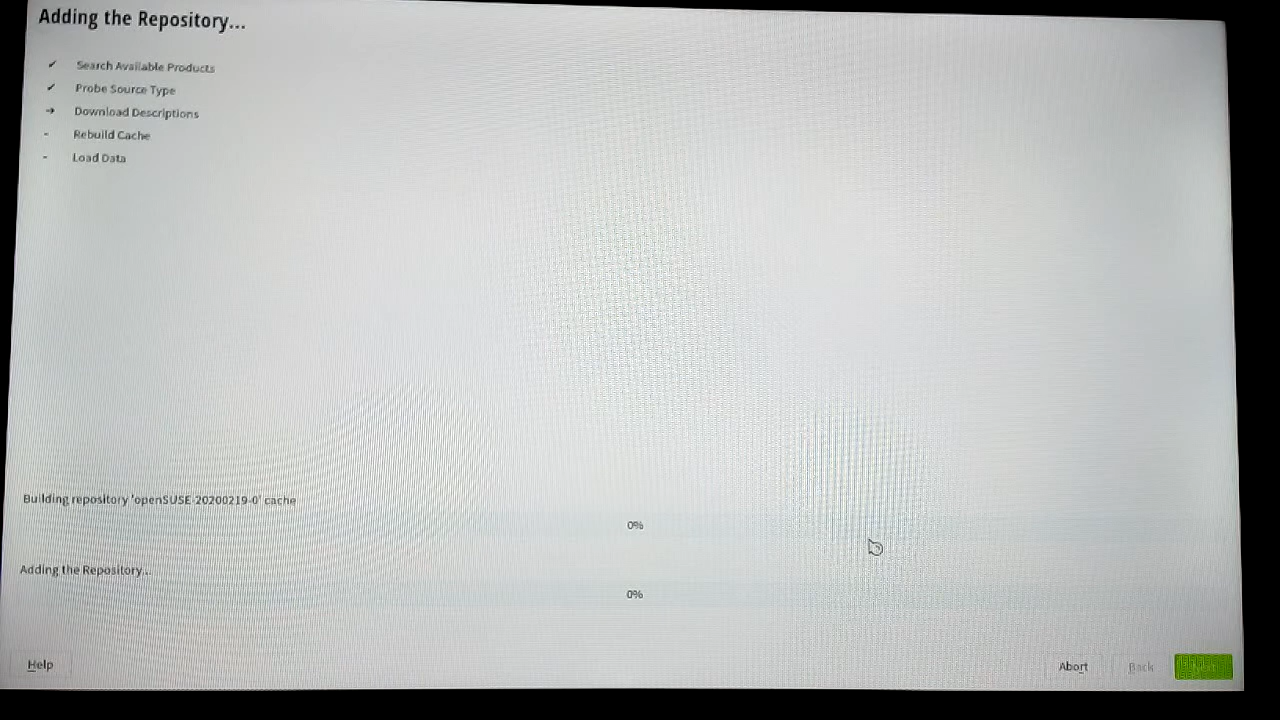 Adding the Repository...
✔ Search Available Products
✔ Probe Source Type
➔ Download Descriptions
- Rebuild Cache
- Load Data
Building repository 'openSUSE-20200219-0' cache
0%
Adding the Repository...
0%
Help
Abort
Back